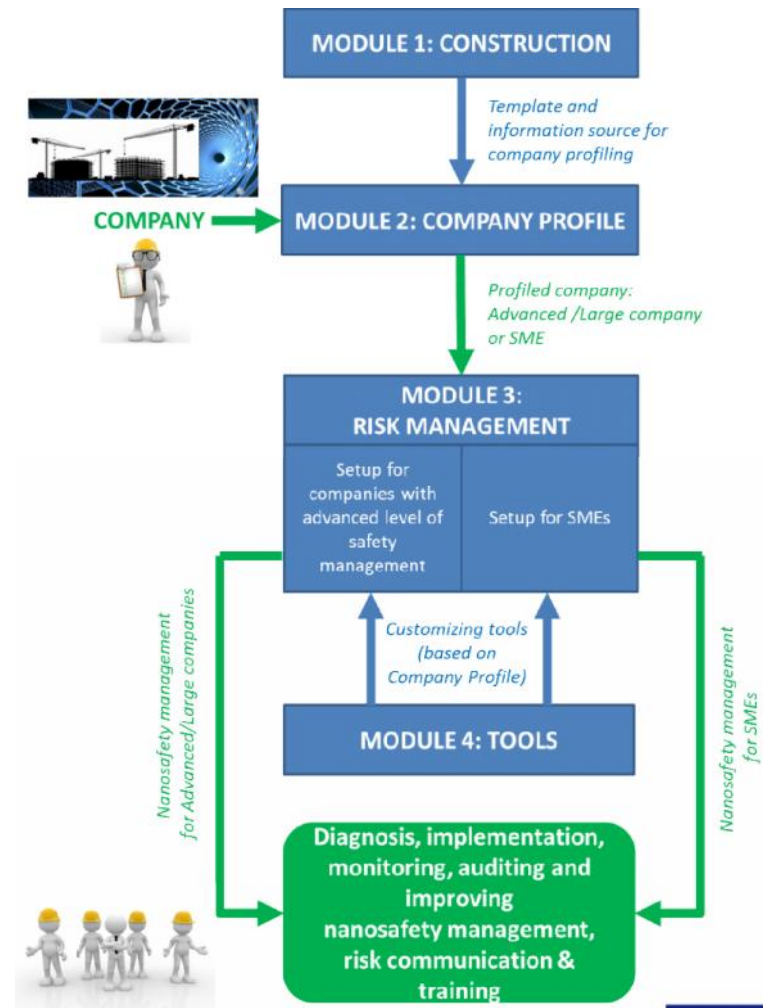 MODULE 1: CONSTRUCTION
Template and
information source for
company profiling
COMPANY
MODULE 2: COMPANY PROFILE
Profiled company:
Advanced /Large company
or SME
MODULE 3:
RISK MANAGEMENT
Setup for
companies with
advanced level of
safety
management
Setup for SMEs
Nanosafety management
for Advanced/Large companies
Customizing tools
(based on
Company Profile)
Nanosafety management
for SMEs
MODULE 4: TOOLS
Diagnosis, implementation,
monitoring, auditing and
improving
nanosafety management,
risk communication &
training